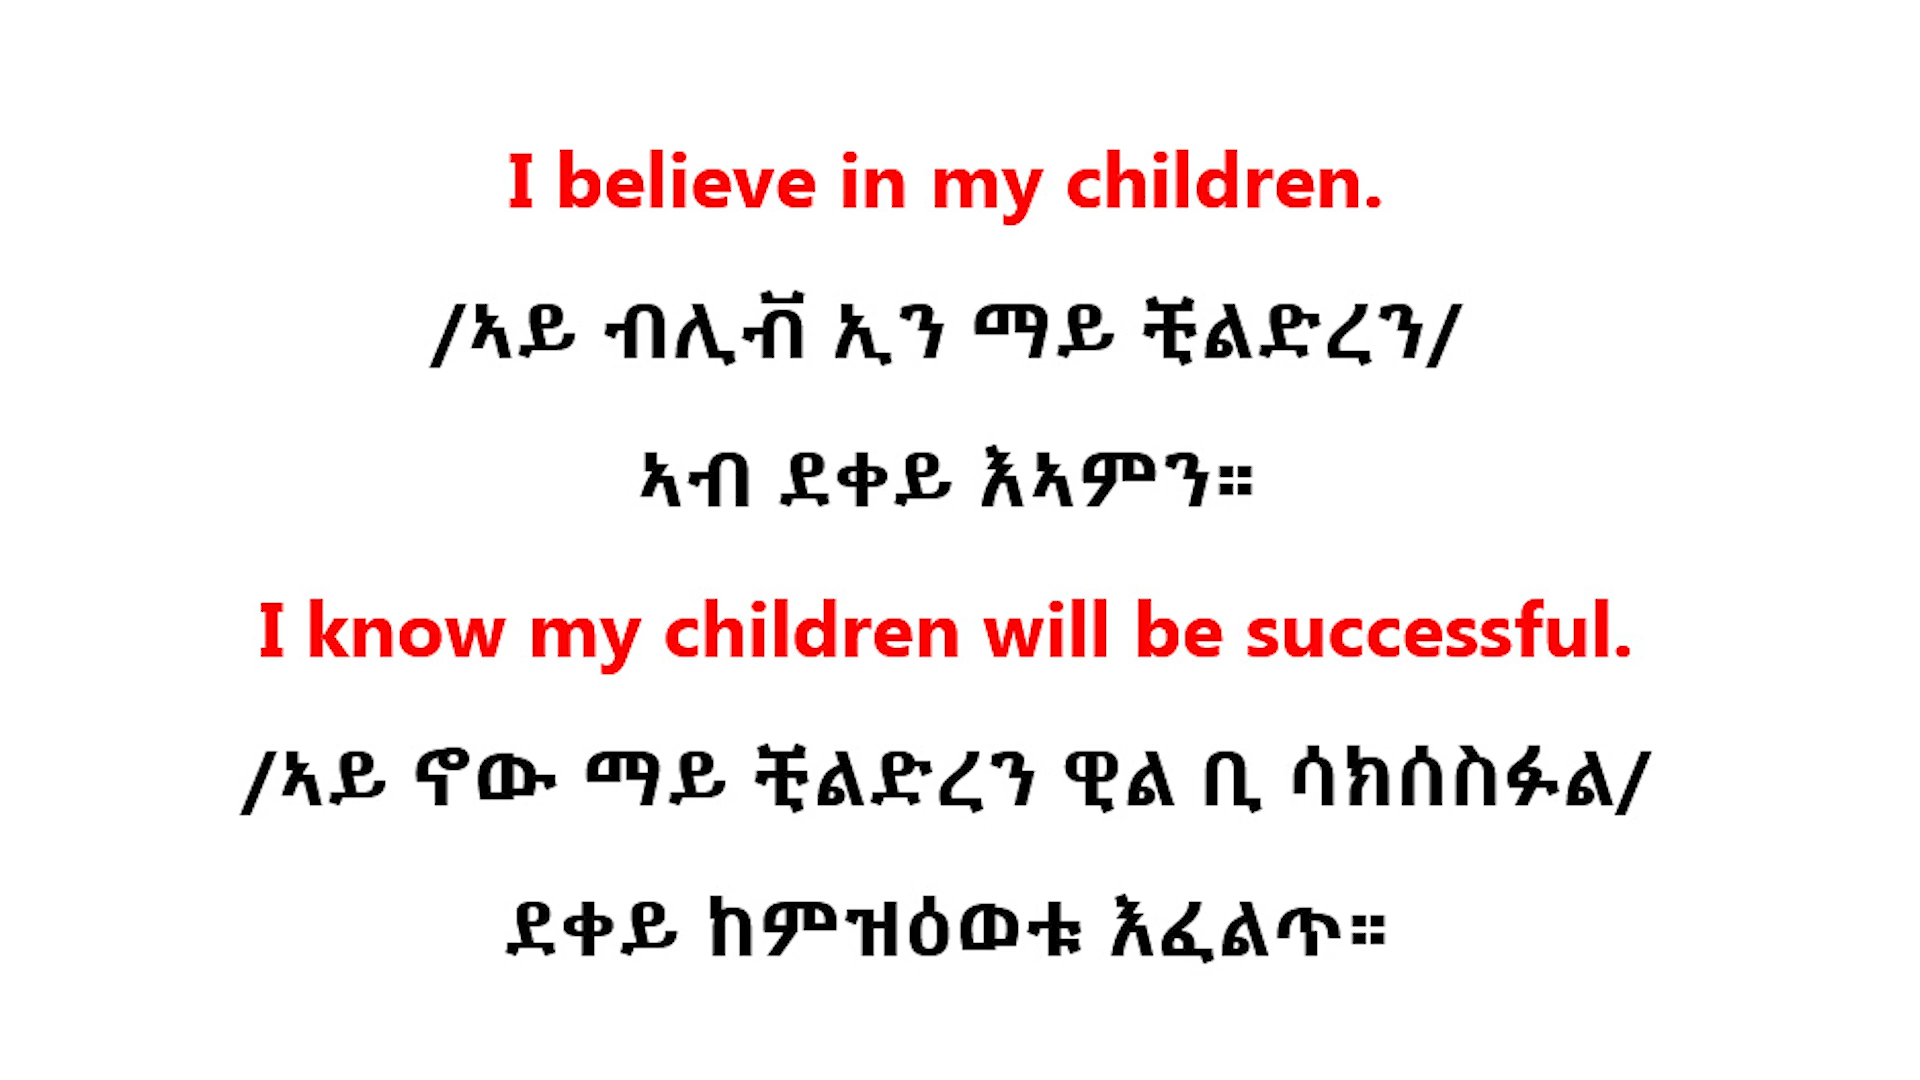 I believe in my children.
/ኣይ ብሊቭ ኢን ማይ ቺልድረን/
ኣብ ደቀይ እኣምን።
I know my children will be successful.
/ኣይ ኖው ማይ ቺልድረን ዊል ቢ ሳክሰስፉል/
ደቀይ ከምዝዕወቱ እፈልጥ።